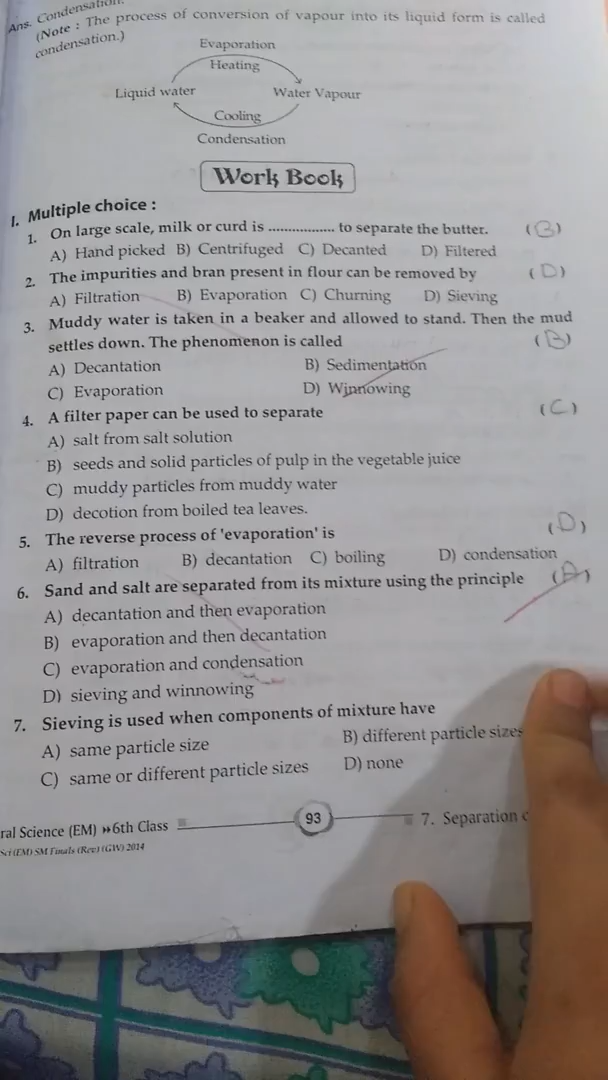 Ans. Condensation.
(Note : The process of conversion of vapour into its liquid form is called
condensation.)
Evaporation
Heating
Liquid water Water Vapour
Cooling
Condensation
Work Book
I. Multiple choice :
1. On large scale, milk or curd is ................. to separate the butter. (B)
A) Hand picked B) Centrifuged C) Decanted D) Filtered
2. The impurities and bran present in flour can be removed by (D)
A) Filtration B) Evaporation C) Churning D) Sieving
3. Muddy water is taken in a beaker and allowed to stand. Then the mud
settles down. The phenomenon is called (B)
A) Decantation B) Sedimentation
C) Evaporation D) Winnowing
4. A filter paper can be used to separate (C)
A) salt from salt solution
B) seeds and solid particles of pulp in the vegetable juice
C) muddy particles from muddy water
D) decotion from boiled tea leaves.
5. The reverse process of 'evaporation' is (D)
A) filtration B) decantation C) boiling D) condensation
6. Sand and salt are separated from its mixture using the principle (A)
A) decantation and then evaporation
B) evaporation and then decantation
C) evaporation and condensation
D) sieving and winnowing
7. Sieving is used when components of mixture have
A) same particle size B) different particle sizes
C) same or different particle sizes D) none
ral Science (EM) »6th Class 93 7. Separation
Sci (EM) SM Finals (Rev) (GW) 2014